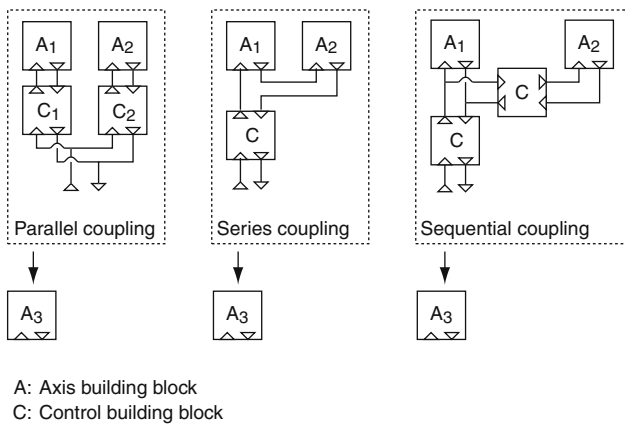 A1 A2 A1 A2 A1 A2
C1 C2 C C C
Parallel coupling Series coupling Sequential coupling
A3 A3 A3
A: Axis building block
C: Control building block